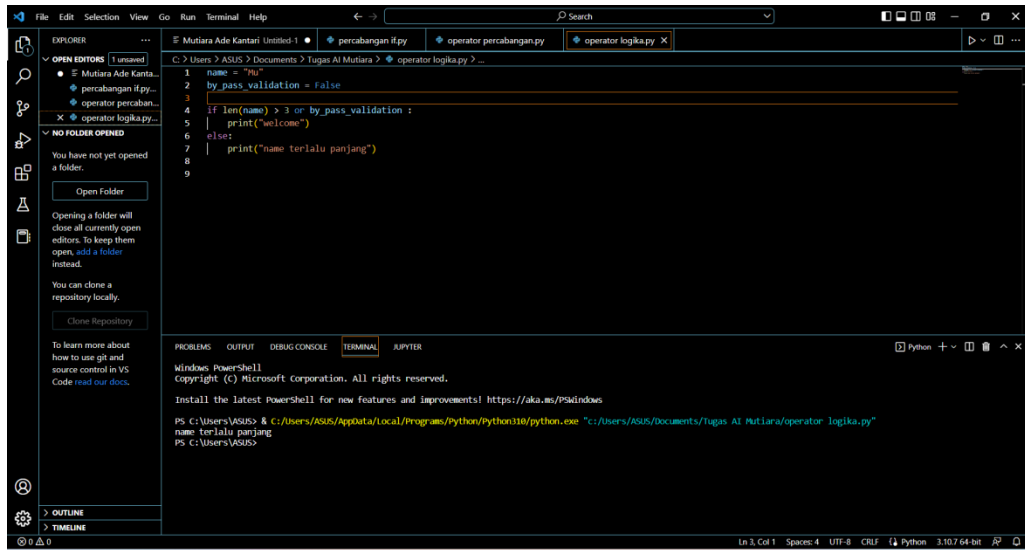 File Edit Selection View Go Run Terminal Help
Search
EXPLORER
Mutiara Ade Kantari Untitled-1
percabangan if.py
operator percabangan.py
operator logika.py
OPEN EDITORS 1 unsaved
Mutiara Ade Kanta...
percabangan if.py...
operator percaban...
operator logika.py...
NO FOLDER OPENED
You have not yet opened
a folder.
Open Folder
Opening a folder will
close all currently open
editors. To keep them
open, add a folder
instead.
You can clone a
repository locally.
Clone Repository
To learn more about
how to use git and
source control in VS
Code read our docs.
OUTLINE
TIMELINE
C: > Users > ASUS > Documents > Tugas AI Mutiara > operator logika.py > ...
1 name = "Mu"
2 by_pass_validation = False
3
4 if len(name) > 3 or by_pass_validation :
5 print("welcome")
6 else:
7 print("name terlalu panjang")
8
9
PROBLEMS OUTPUT DEBUG CONSOLE TERMINAL JUPYTER
Python
Windows PowerShell
Copyright (C) Microsoft Corporation. All rights reserved.
Install the latest PowerShell for new features and improvements! https://aka.ms/PSWindows
PS C:\Users\ASUS> & C:/Users/ASUS/AppData/Local/Programs/Python/Python310/python.exe "c:/Users/ASUS/Documents/Tugas AI Mutiara/operator logika.py"
name terlalu panjang
PS C:\Users\ASUS>
0 0
Ln 3, Col 1 Spaces: 4 UTF-8 CRLF Python 3.10.7 64-bit